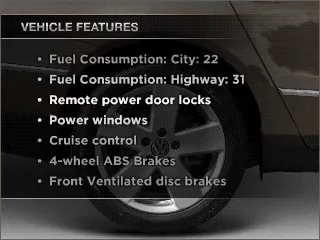 VEHICLE FEATURES
• Fuel Consumption: City: 22
• Fuel Consumption: Highway: 31
• Remote power door locks
• Power windows
• Cruise control
• 4-wheel ABS Brakes
• Front Ventilated disc brakes